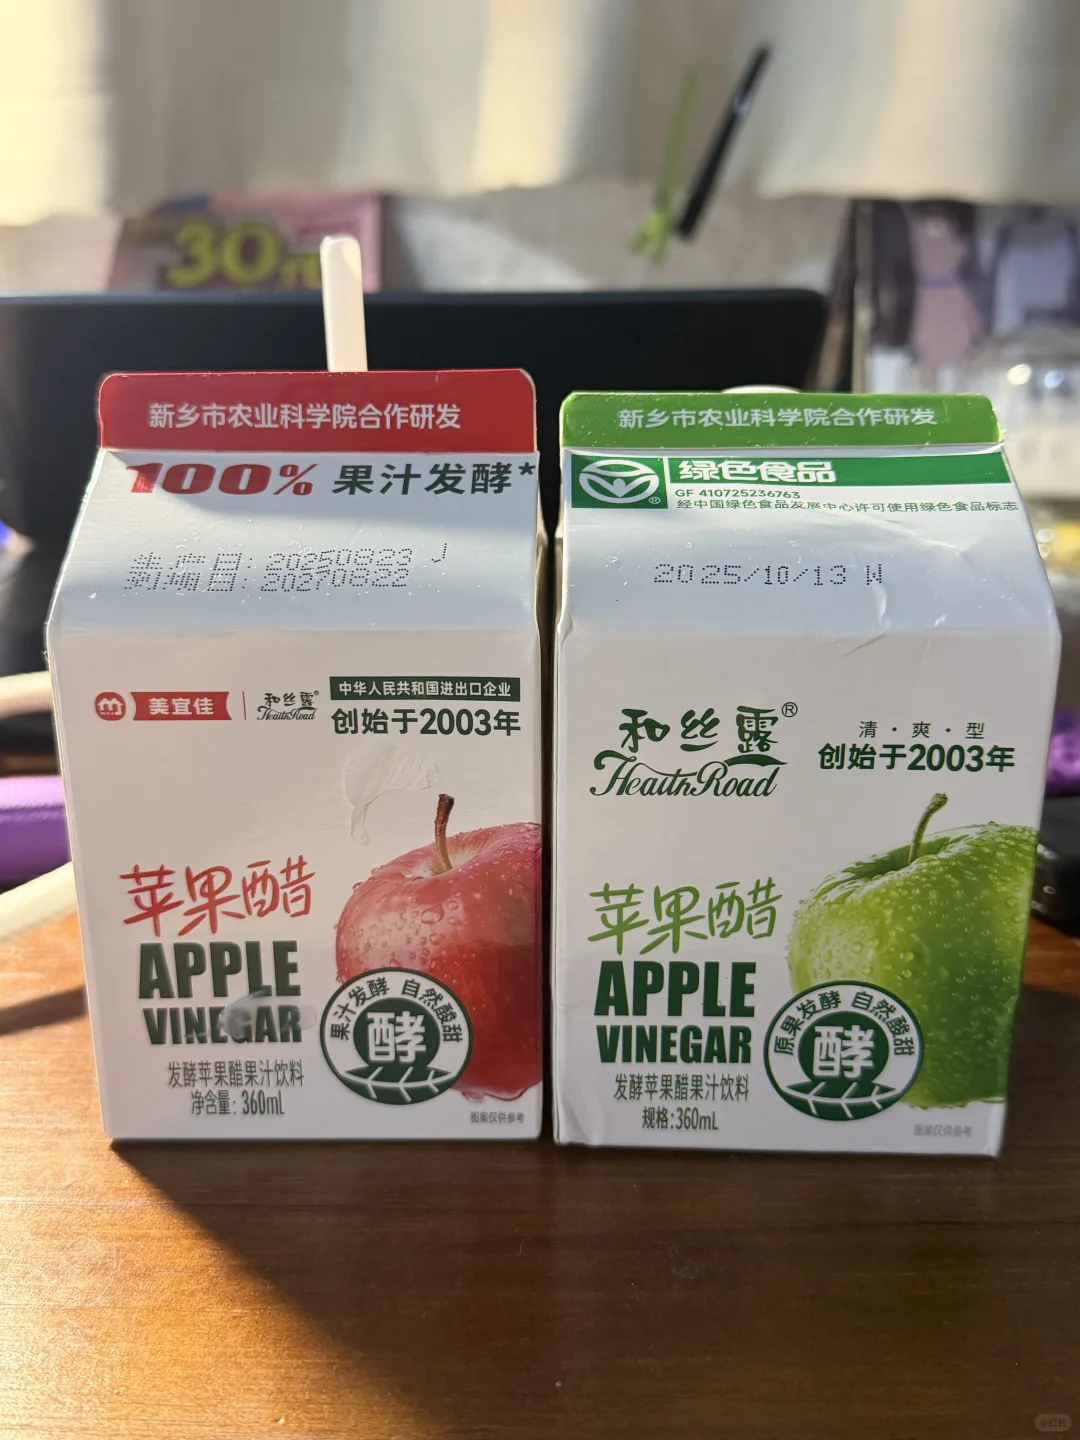 30
新乡市农业科学院合作研发
100% 果汁发酵*
生产日: 20250823 J
到期日: 20270822
美宜佳
和丝露
HealthRoad
中华人民共和国进出口企业
创始于2003年
苹果醋
APPLE
VINEGAR
果汁发酵 自然酸甜
酵
发酵苹果醋果汁饮料
净含量: 360mL
图案仅供参考
新乡市农业科学院合作研发
绿色食品
GF 410725236763
经中国绿色食品发展中心许可使用绿色食品标志
2025/10/13 W
和丝露®
HealthRoad
清·爽·型
创始于2003年
苹果醋
APPLE
VINEGAR
原果发酵 自然酸甜
酵
发酵苹果醋果汁饮料
规格:360mL
图案仅供参考
小红书